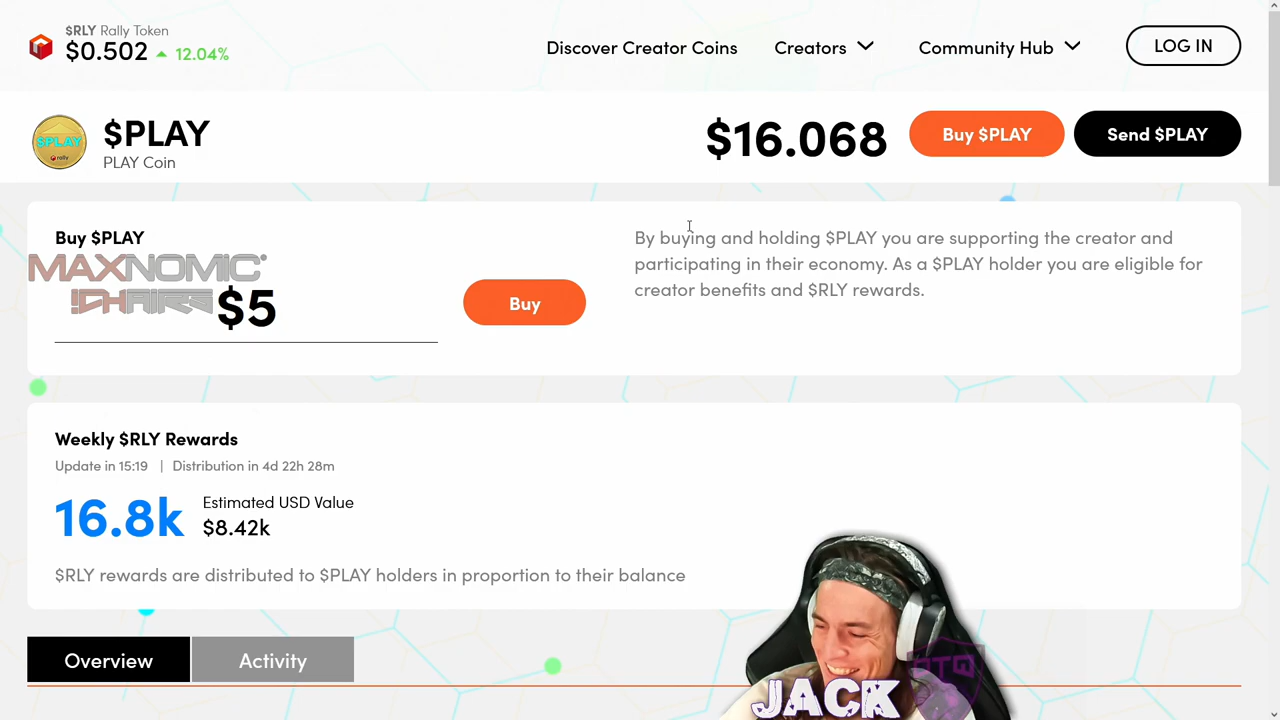 $RLY Rally Token
$0.502 12.04%
Discover Creator Coins
Creators
Community Hub
LOG IN
$PLAY
rally
$PLAY
PLAY Coin
$16.068
Buy $PLAY
Send $PLAY
Buy $PLAY
MAXNOMIC®
!CHAIRS
$5
Buy
By buying and holding $PLAY you are supporting the creator and
participating in their economy. As a $PLAY holder you are eligible for
creator benefits and $RLY rewards.
Weekly $RLY Rewards
Update in 15:19 | Distribution in 4d 22h 28m
16.8k
Estimated USD Value
$8.42k
$RLY rewards are distributed to $PLAY holders in proportion to their balance
Overview
Activity
JACK